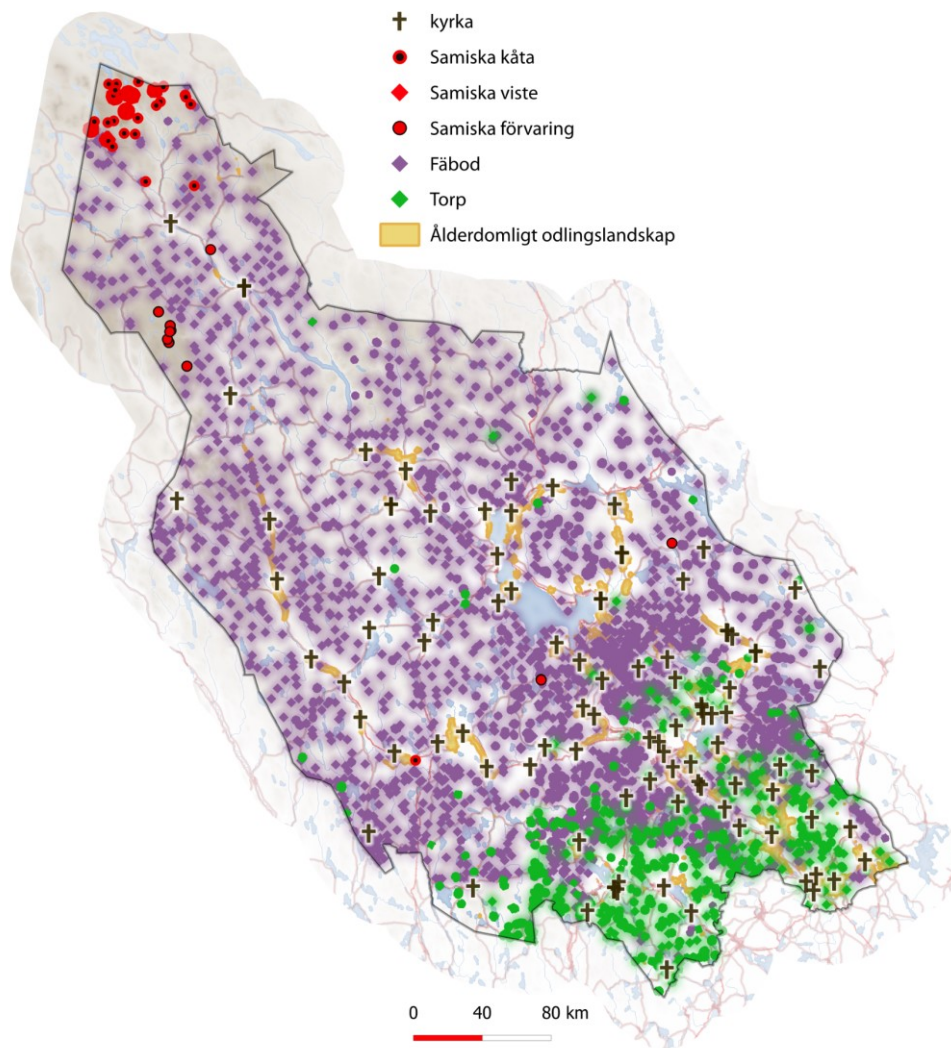 kyrka
Samiska kåta
Samiska viste
Samiska förvaring
Fäbod
Torp
Ålderdomligt odlingslandskap
0 40 80 km